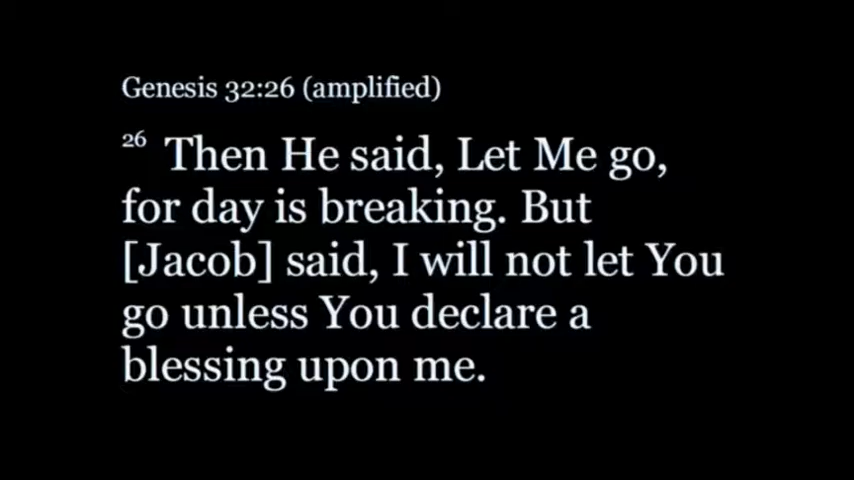 Genesis 32:26 (amplified)
26 Then He said, Let Me go,
for day is breaking. But
[Jacob] said, I will not let You
go unless You declare a
blessing upon me.